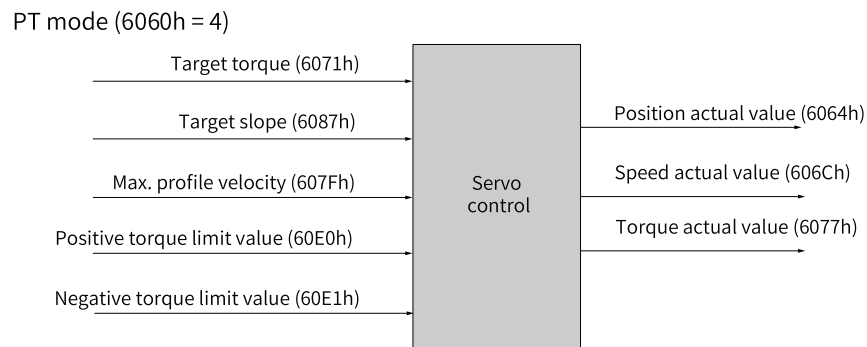 PT mode (6060h = 4)
Target torque (6071h)
Target slope (6087h)
Max. profile velocity (607Fh)
Positive torque limit value (60E0h)
Negative torque limit value (60E1h)
Servo
control
Position actual value (6064h)
Speed actual value (606Ch)
Torque actual value (6077h)